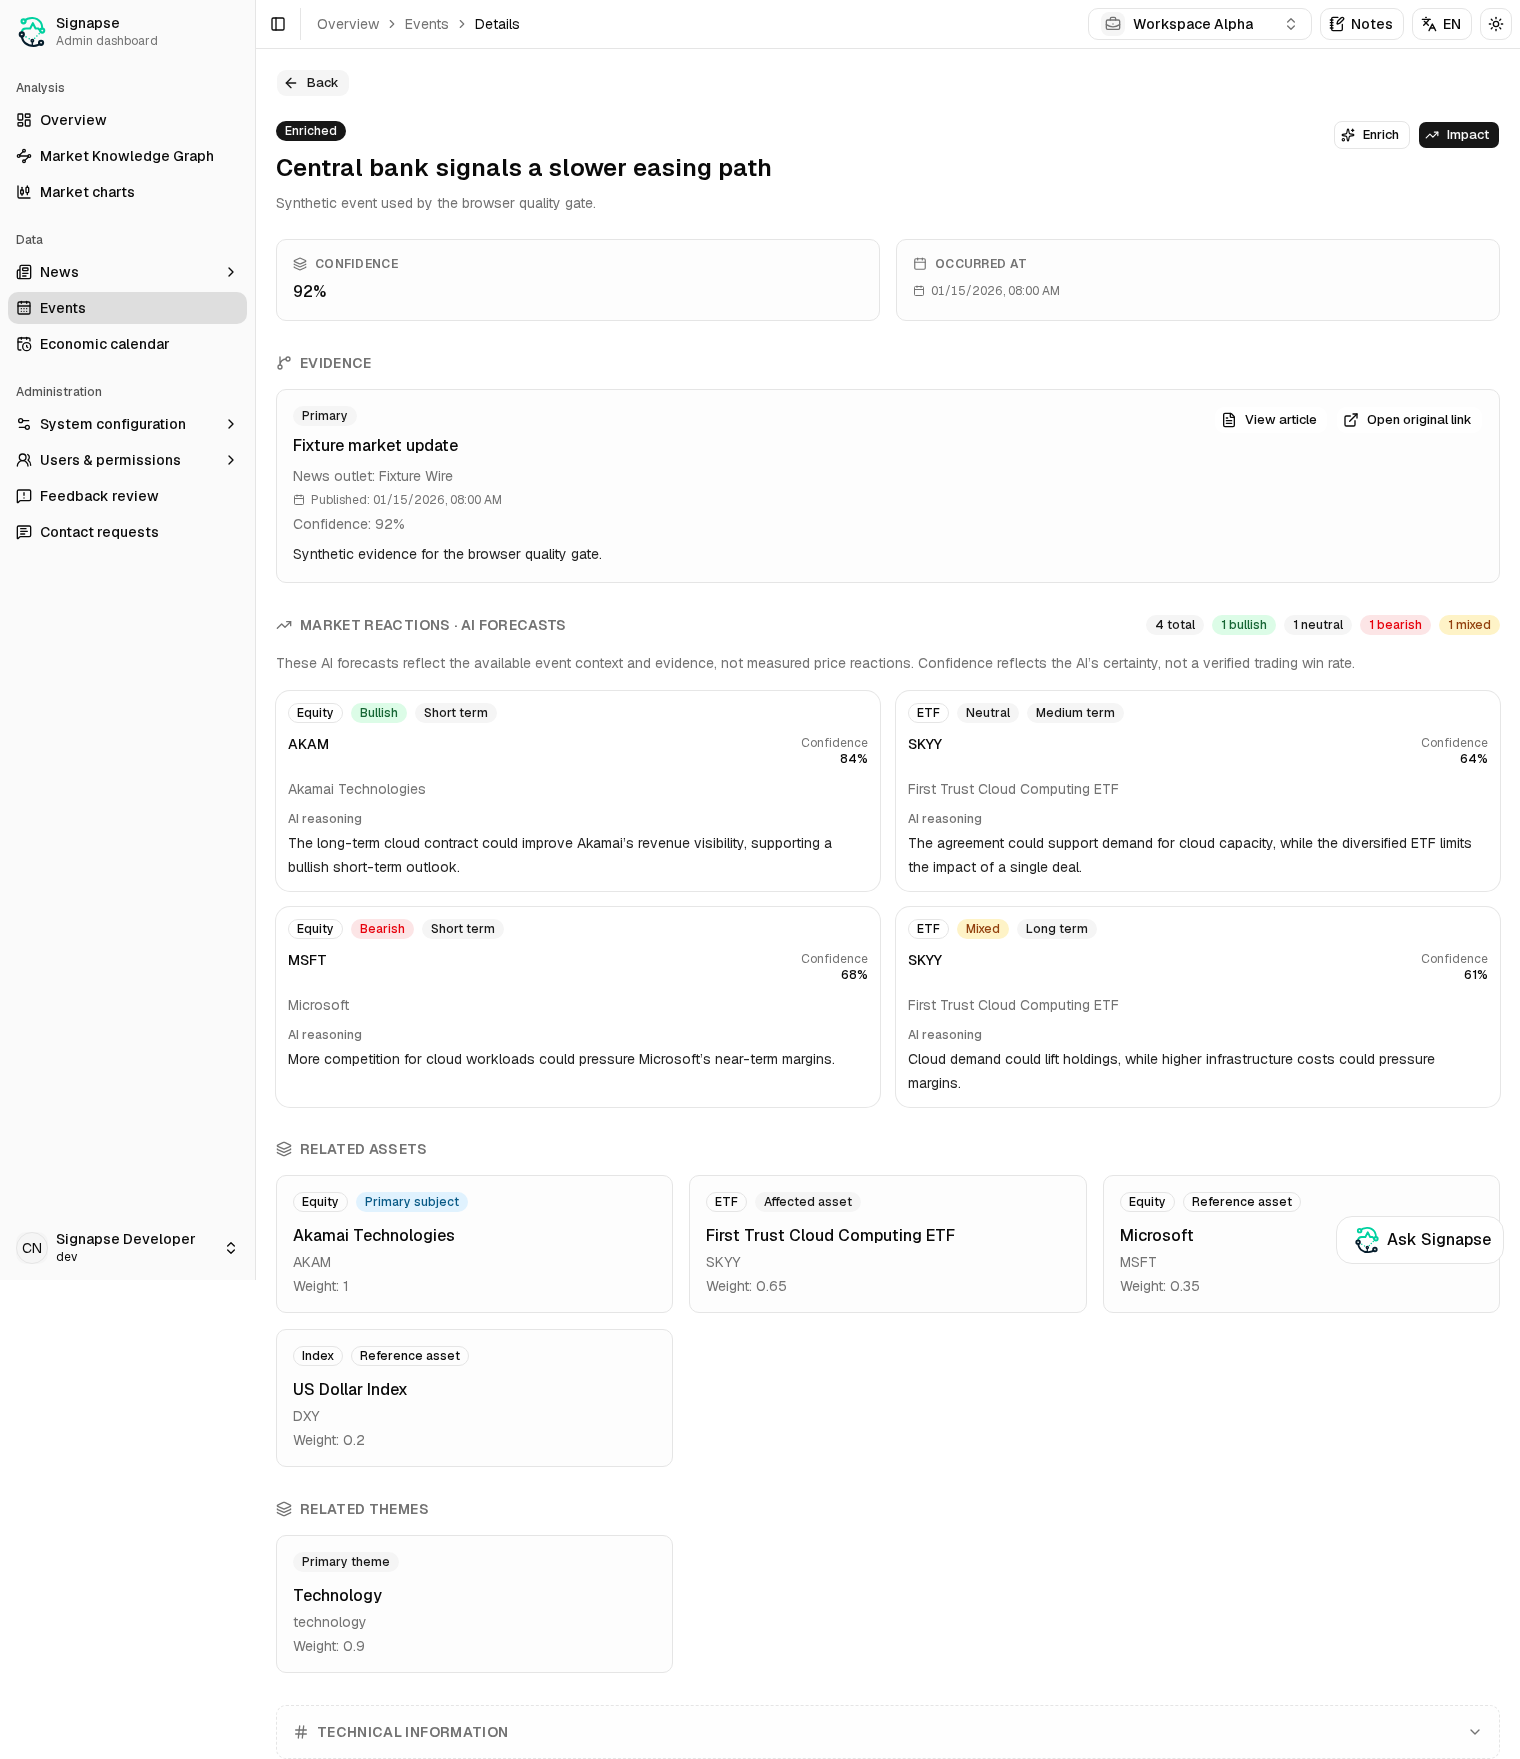 Signapse
Admin dashboard
Analysis
Overview
Market Knowledge Graph
Market charts
Data
News
Events
Economic calendar
Administration
System configuration
Users & permissions
Feedback review
Contact requests
CN
Signapse Developer
dev
Overview > Events > Details
Workspace Alpha
Notes
EN
Back
Enriched
Enrich
Impact
Central bank signals a slower easing path
Synthetic event used by the browser quality gate.
CONFIDENCE
92%
OCCURRED AT
01/15/2026, 08:00 AM
EVIDENCE
Primary
View article
Open original link
Fixture market update
News outlet: Fixture Wire
Published: 01/15/2026, 08:00 AM
Confidence: 92%
Synthetic evidence for the browser quality gate.
MARKET REACTIONS · AI FORECASTS
4 total
1 bullish
1 neutral
1 bearish
1 mixed
These AI forecasts reflect the available event context and evidence, not measured price reactions. Confidence reflects the AI's certainty, not a verified trading win rate.
Equity Bullish Short term
AKAM
Confidence
84%
Akamai Technologies
AI reasoning
The long-term cloud contract could improve Akamai's revenue visibility, supporting a
bullish short-term outlook.
ETF Neutral Medium term
SKYY
Confidence
64%
First Trust Cloud Computing ETF
AI reasoning
The agreement could support demand for cloud capacity, while the diversified ETF limits
the impact of a single deal.
Equity Bearish Short term
MSFT
Confidence
68%
Microsoft
AI reasoning
More competition for cloud workloads could pressure Microsoft's near-term margins.
ETF Mixed Long term
SKYY
Confidence
61%
First Trust Cloud Computing ETF
AI reasoning
Cloud demand could lift holdings, while higher infrastructure costs could pressure
margins.
RELATED ASSETS
Equity Primary subject
Akamai Technologies
AKAM
Weight: 1
ETF Affected asset
First Trust Cloud Computing ETF
SKYY
Weight: 0.65
Equity Reference asset
Microsoft
MSFT
Weight: 0.35
Ask Signapse
Index Reference asset
US Dollar Index
DXY
Weight: 0.2
RELATED THEMES
Primary theme
Technology
technology
Weight: 0.9
TECHNICAL INFORMATION